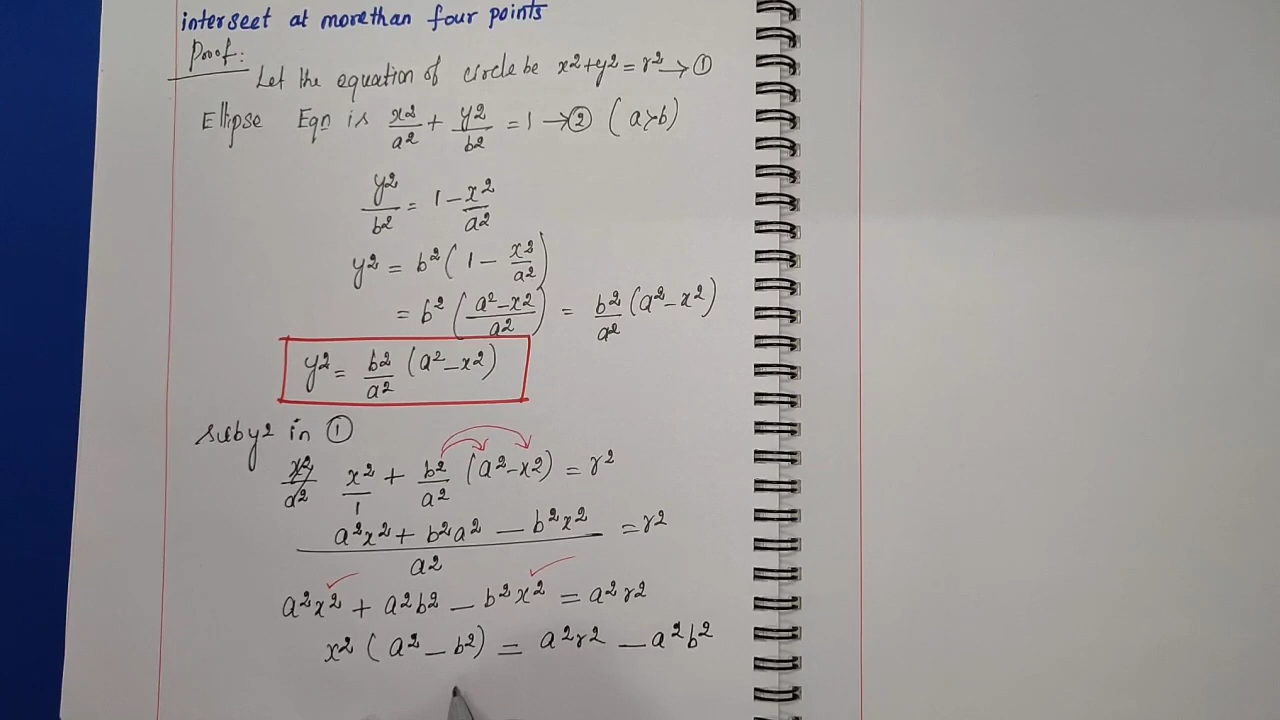 interseet at morethan four points
Proof:
Let the equation of circle be x² + y² = r² → ①
Ellipse Eqn is x²/a² + y²/b² = 1 → ② (a>b)
y²/b² = 1 - x²/a²
y² = b² (1 - x²/a²)
= b² (a² - x²/a²) = b²/a² (a² - x²)
y² = b²/a² (a² - x²)
sub y² in ①
x²/a² x²/1 + b²/a² (a² - x²) = r²
a²x² + b²a² - b²x²/a² = r²
a²x² + a²b² - b²x² = a²r²
x² (a² - b²) = a²r² - a²b²